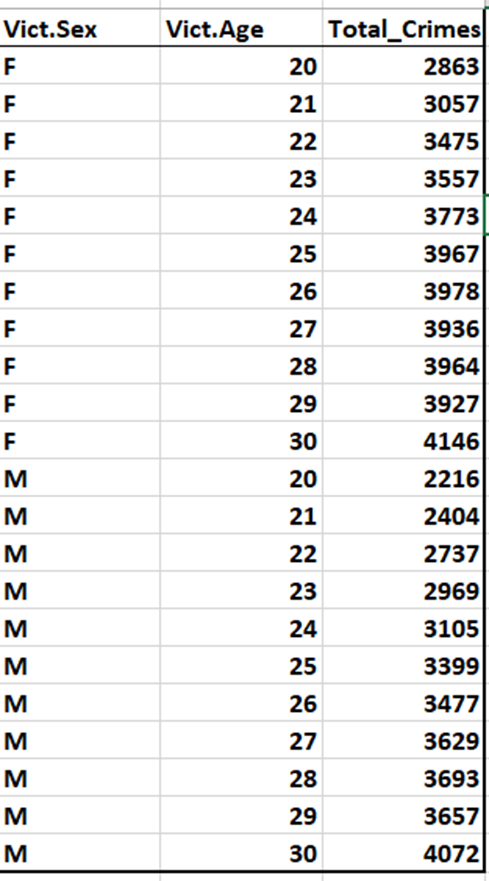 Vict.Sex Vict.Age Total_Crimes
F 20 2863
F 21 3057
F 22 3475
F 23 3557
F 24 3773
F 25 3967
F 26 3978
F 27 3936
F 28 3964
F 29 3927
F 30 4146
M 20 2216
M 21 2404
M 22 2737
M 23 2969
M 24 3105
M 25 3399
M 26 3477
M 27 3629
M 28 3693
M 29 3657
M 30 4072